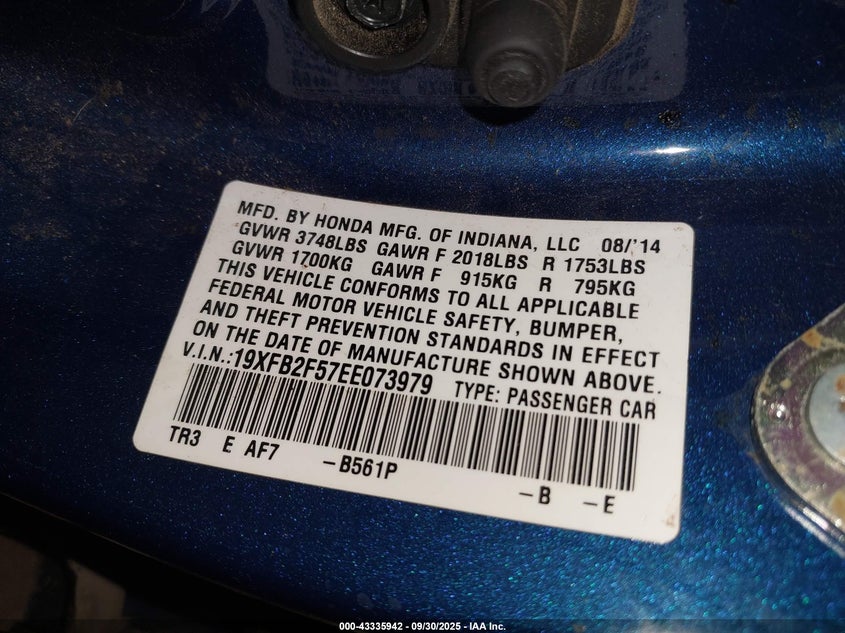 MFD. BY HONDA MFG. OF INDIANA, LLC 08/'14
GVWR 3748LBS GAWR F 2018LBS R 1753LBS
GVWR 1700KG GAWR F 915KG R 795KG
THIS VEHICLE CONFORMS TO ALL APPLICABLE
FEDERAL MOTOR VEHICLE SAFETY, BUMPER,
AND THEFT PREVENTION STANDARDS IN EFFECT
ON THE DATE OF MANUFACTURE SHOWN ABOVE.
V.I.N.:19XFB2F57EE073979 TYPE: PASSENGER CAR
TR3 E AF7 -B561P -B -E
000-43335942 - 09/30/2025 - IAA Inc.